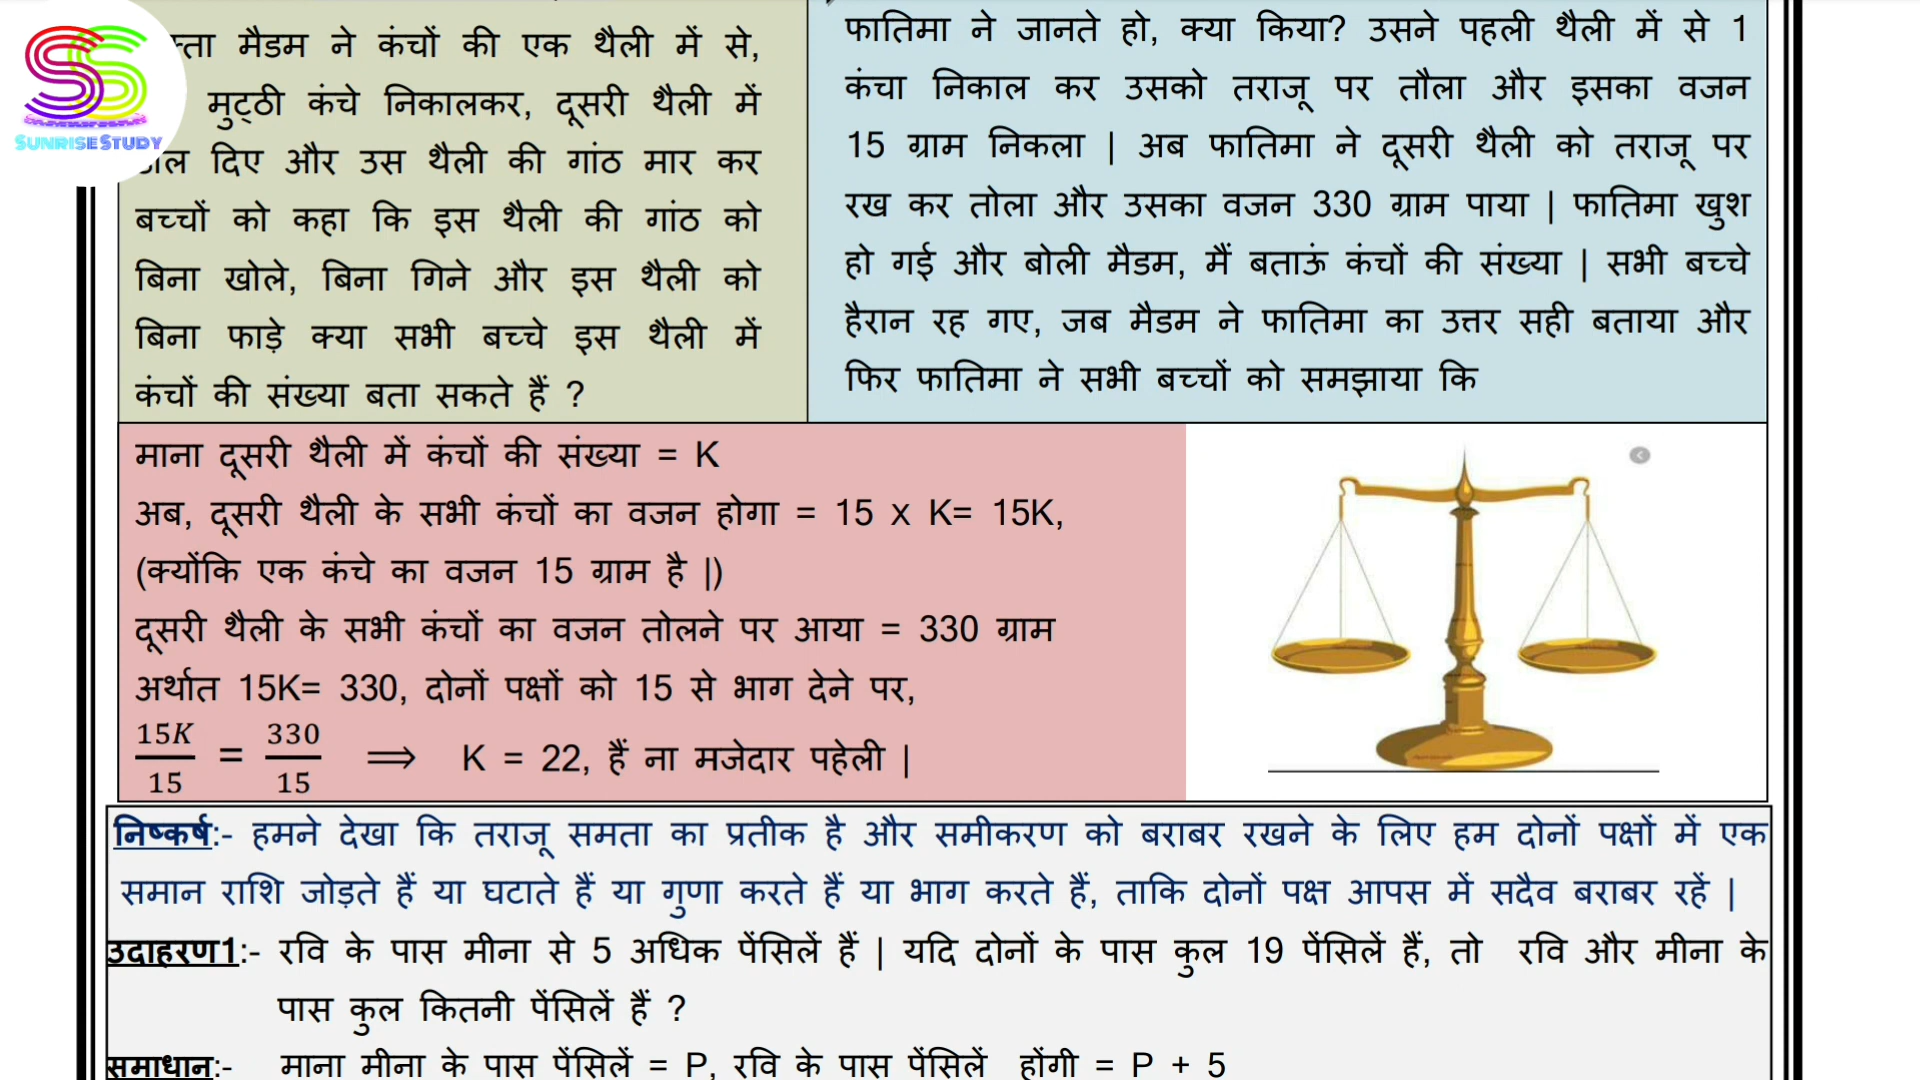 SUNRISESTUDY
मैडम ने कंचों की एक थैली में से,
मुट्ठी कंचे निकालकर, दूसरी थैली में
दिए और उस थैली की गांठ मार कर
बच्चों को कहा कि इस थैली की गांठ को
बिना खोले, बिना गिने और इस थैली को
बिना फाड़े क्या सभी बच्चे इस थैली में
कंचों की संख्या बता सकते हैं ?
फातिमा ने जानते हो, क्या किया? उसने पहली थैली में से 1
कंचा निकाल कर उसको तराजू पर तौला और इसका वजन
15 ग्राम निकला | अब फातिमा ने दूसरी थैली को तराजू पर
रख कर तोला और उसका वजन 330 ग्राम पाया | फातिमा खुश
हो गई और बोली मैडम, मैं बताऊं कंचों की संख्या | सभी बच्चे
हैरान रह गए, जब मैडम ने फातिमा का उत्तर सही बताया और
फिर फातिमा ने सभी बच्चों को समझाया कि
माना दूसरी थैली में कंचों की संख्या = K
अब, दूसरी थैली के सभी कंचों का वजन होगा = 15 x K= 15K,
(क्योंकि एक कंचे का वजन 15 ग्राम है |)
दूसरी थैली के सभी कंचों का वजन तोलने पर आया = 330 ग्राम
अर्थात 15K= 330, दोनों पक्षों को 15 से भाग देने पर,
15K/15 = 330/15 ⟹ K = 22, हैं ना मजेदार पहेली |
निष्कर्ष:- हमने देखा कि तराजू समता का प्रतीक है और समीकरण को बराबर रखने के लिए हम दोनों पक्षों में एक
समान राशि जोड़ते हैं या घटाते हैं या गुणा करते हैं या भाग करते हैं, ताकि दोनों पक्ष आपस में सदैव बराबर रहें |
उदाहरण1:- रवि के पास मीना से 5 अधिक पेंसिलें हैं | यदि दोनों के पास कुल 19 पेंसिलें हैं, तो रवि और मीना के
पास कुल कितनी पेंसिलें हैं ?
समाधान:- माना मीना के पास पेंसिलें = P, रवि के पास पेंसिलें होंगी = P + 5